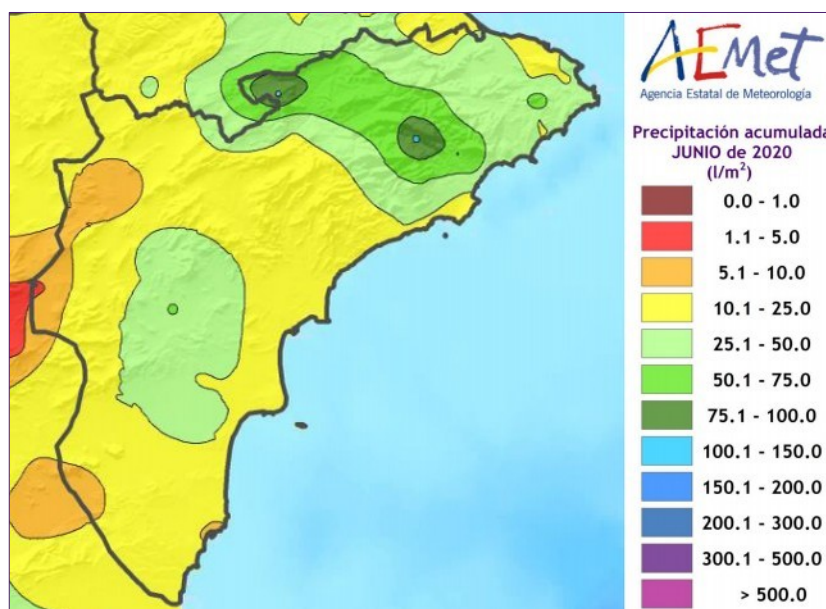 AEMet
Agencia Estatal de Meteorología
Precipitación acumulada
JUNIO de 2020
(l/m²)
0.0 - 1.0
1.1 - 5.0
5.1 - 10.0
10.1 - 25.0
25.1 - 50.0
50.1 - 75.0
75.1 - 100.0
100.1 - 150.0
150.1 - 200.0
200.1 - 300.0
300.1 - 500.0
> 500.0